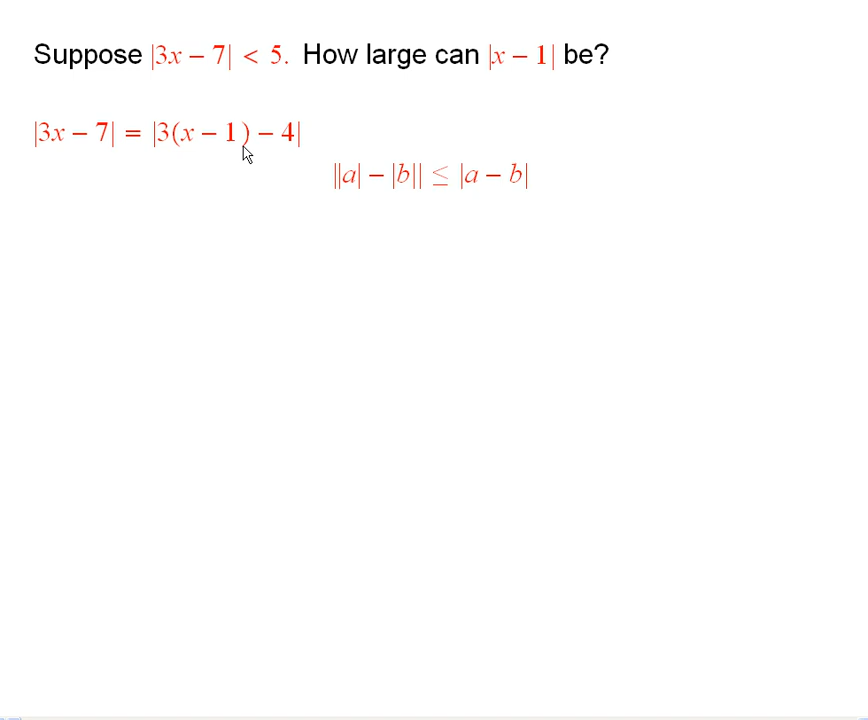 Suppose |3x − 7| < 5. How large can |x − 1| be?
|3x − 7| = |3(x − 1) − 4|
||a| − |b|| ≤ |a − b|